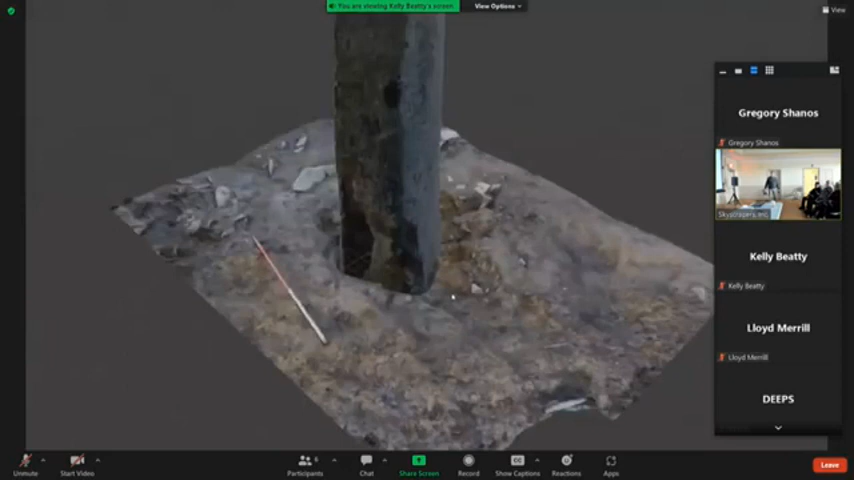 You are viewing Kelly Beatty's screen
View Options
View
Gregory Shanos
Gregory Shanos
Skyscrapers, Inc.
Kelly Beatty
Kelly Beatty
Lloyd Merrill
Lloyd Merrill
DEEPS
Unmute
Start Video
Participants
6
Chat
Share Screen
Record
Show Captions
Reactions
Apps
Leave